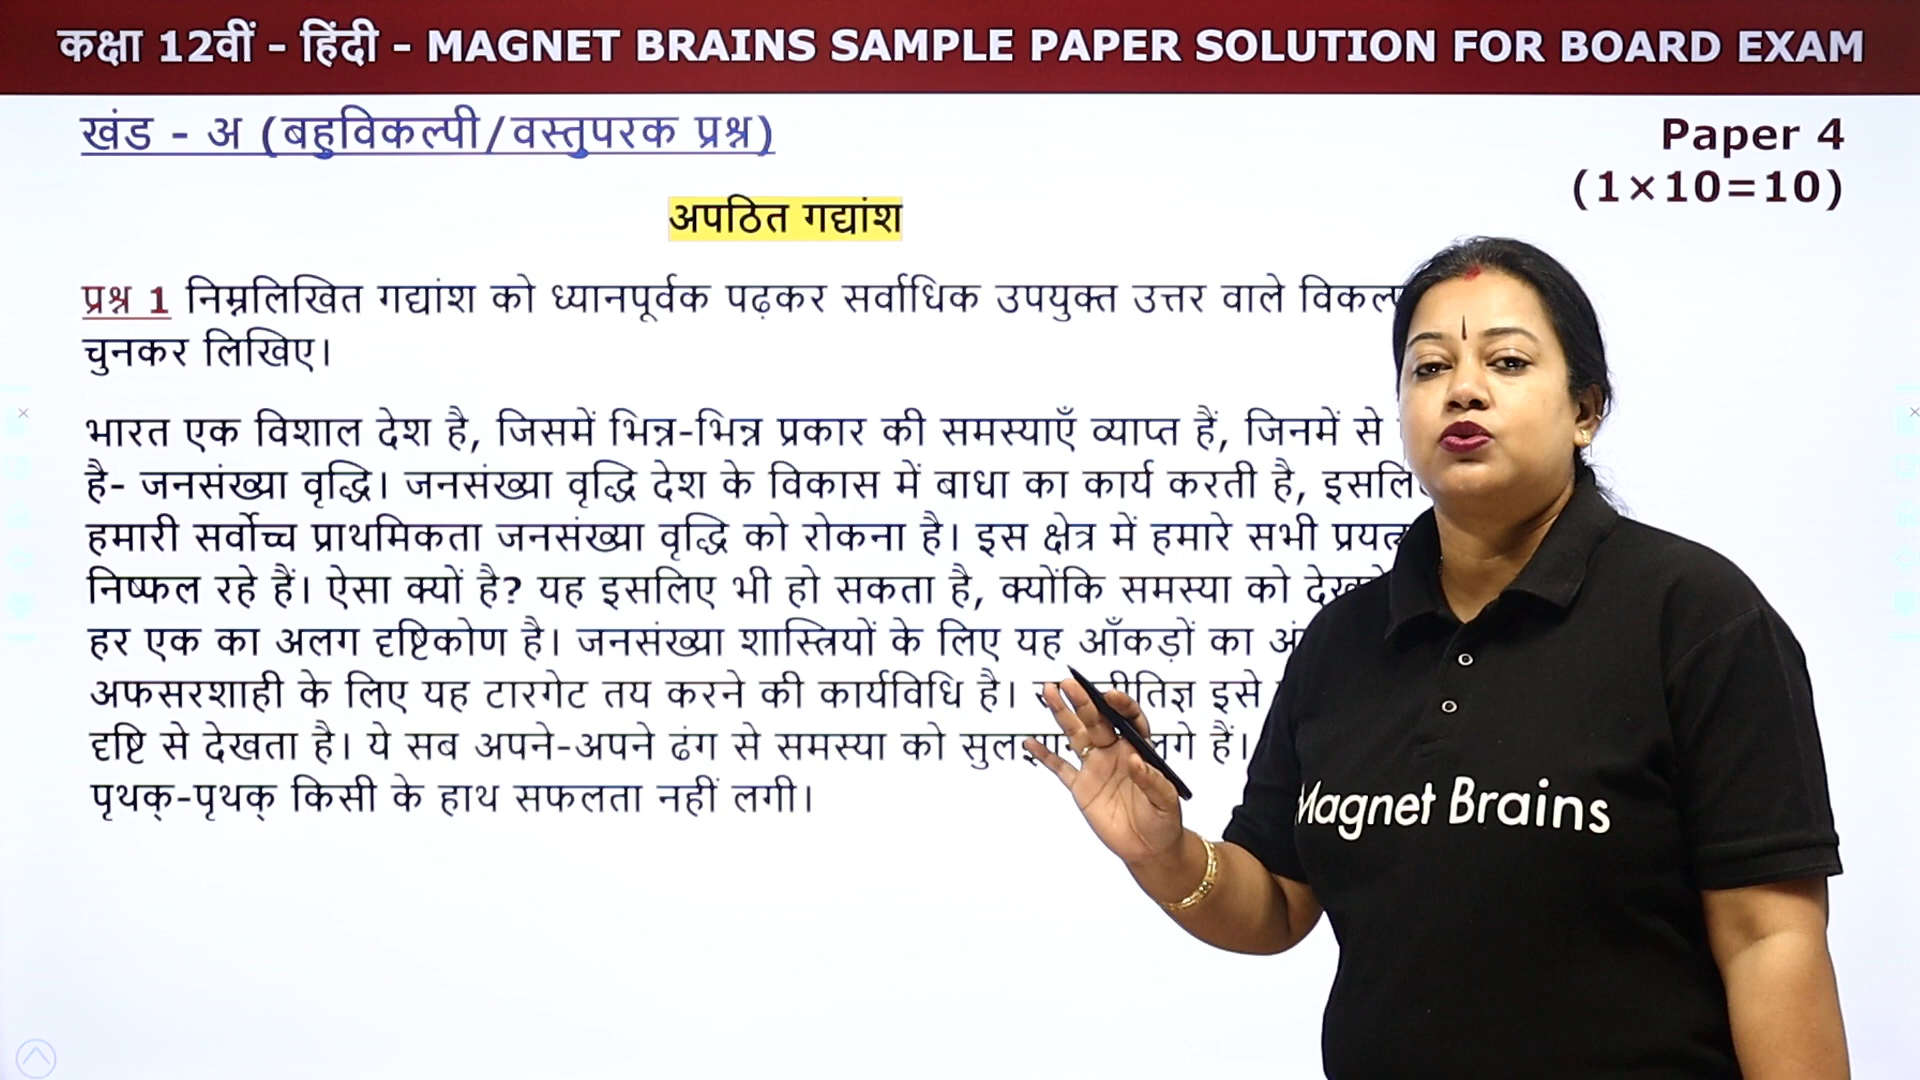 कक्षा 12वीं - हिंदी - MAGNET BRAINS SAMPLE PAPER SOLUTION FOR BOARD EXAM
खंड - अ (बहुविकल्पी/वस्तुपरक प्रश्न)
Paper 4
(1×10=10)
अपठित गद्यांश
प्रश्न 1 निम्नलिखित गद्यांश को ध्यानपूर्वक पढ़कर सर्वाधिक उपयुक्त उत्तर वाले
चुनकर लिखिए।
भारत एक विशाल देश है, जिसमें भिन्न-भिन्न प्रकार की समस्याएँ व्याप्त हैं, जिनमें से
है- जनसंख्या वृद्धि। जनसंख्या वृद्धि देश के विकास में बाधा का कार्य करती है,
हमारी सर्वोच्च प्राथमिकता जनसंख्या वृद्धि को रोकना है। इस क्षेत्र में हमारे सभी
निष्फल रहे हैं। ऐसा क्यों है? यह इसलिए भी हो सकता है, क्योंकि समस्या को
हर एक का अलग दृष्टिकोण है। जनसंख्या शास्त्रियों के लिए यह आँकड़ों का
अफसरशाही के लिए यह टारगेट तय करने की कार्यविधि है। इसे
दृष्टि से देखता है। ये सब अपने-अपने ढंग से समस्या को लगे हैं।
पृथक्-पृथक् किसी के हाथ सफलता नहीं लगी।
Magnet Brains